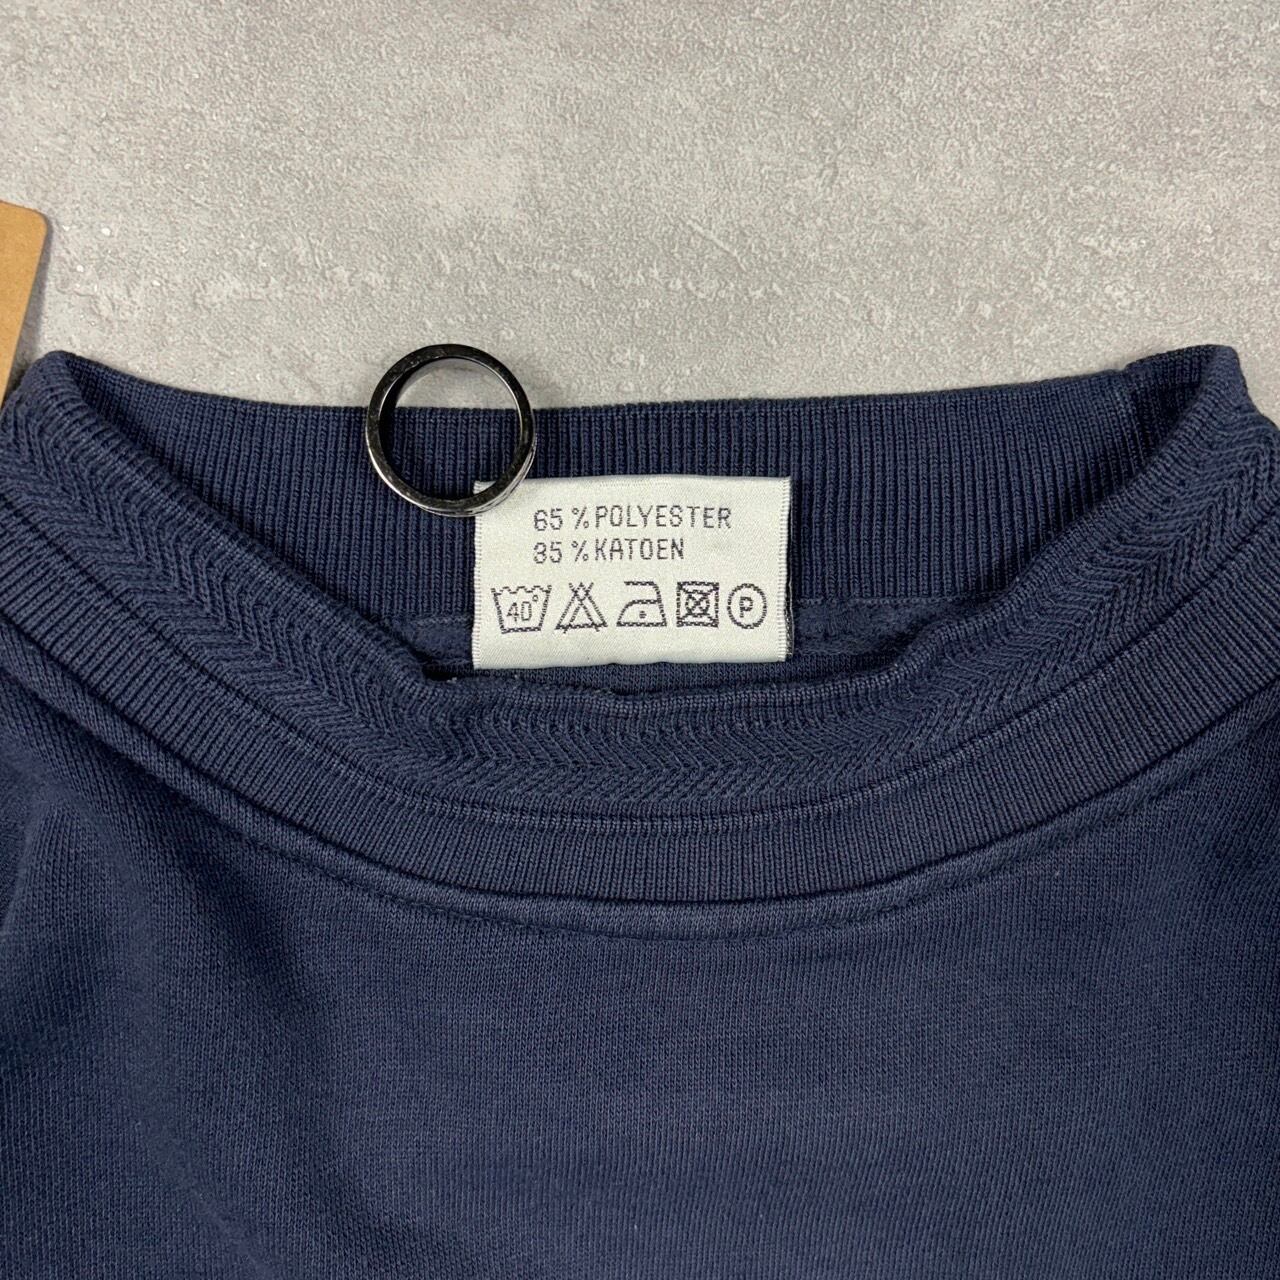 65 % POLYESTER
35 % KATOEN
40° P